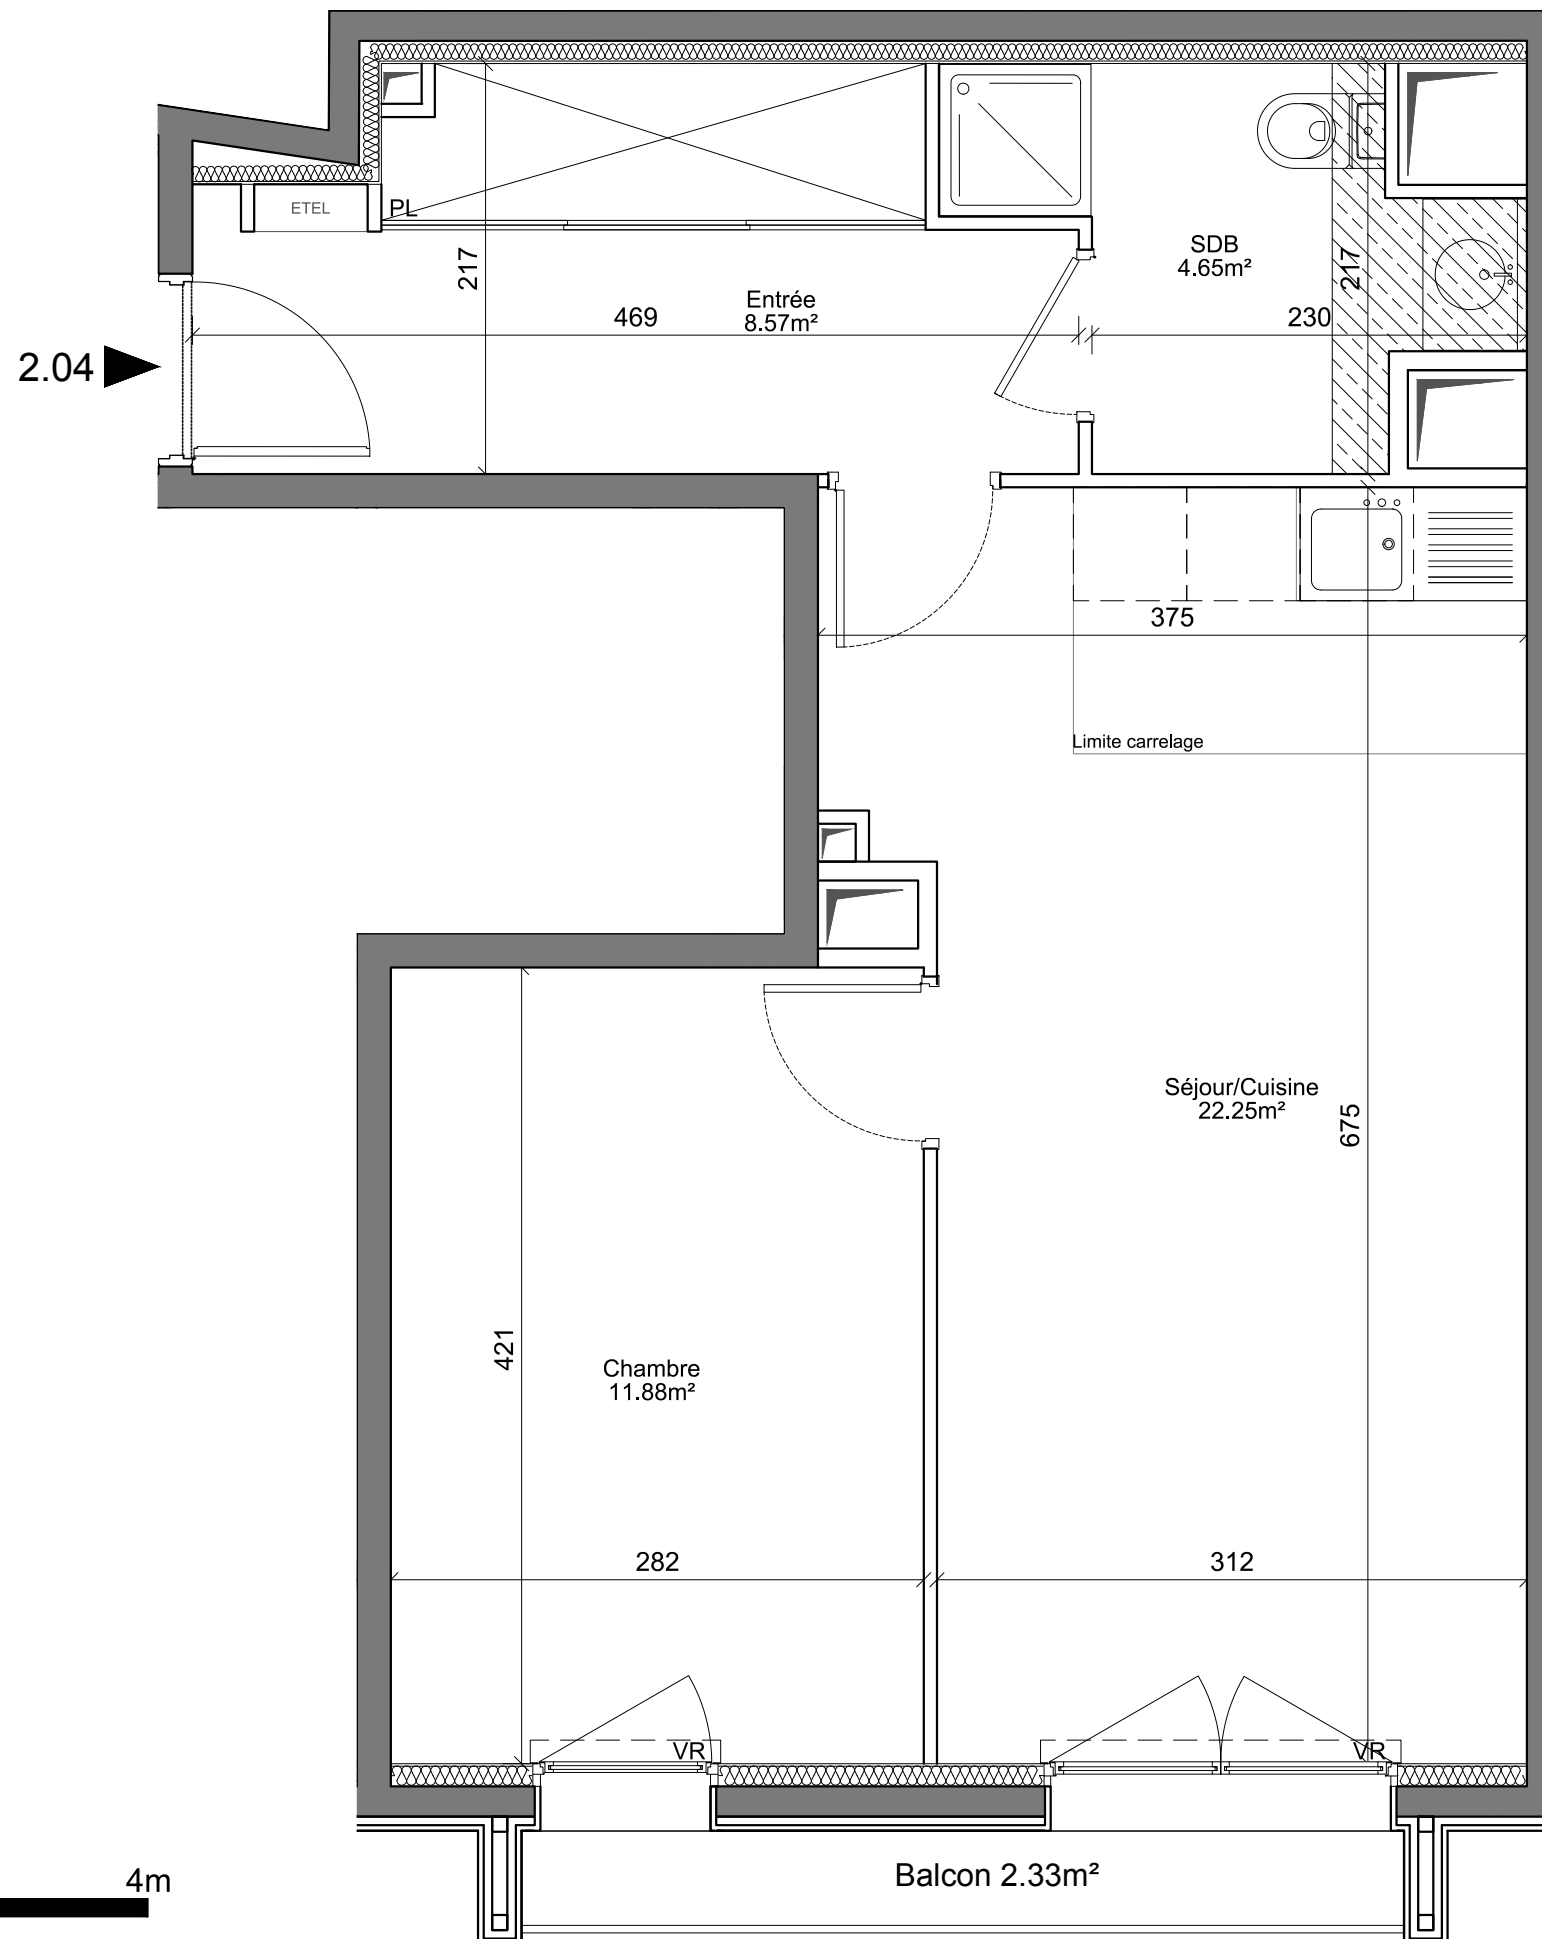 ETEL
PL
217
SDB
4.65m²
217
Entrée
8.57m²
469
230
2.04
375
Limite carrelage
Séjour/Cuisine
22.25m²
675
421
Chambre
11.88m²
282
312
VR
VR
Balcon 2.33m²
4m